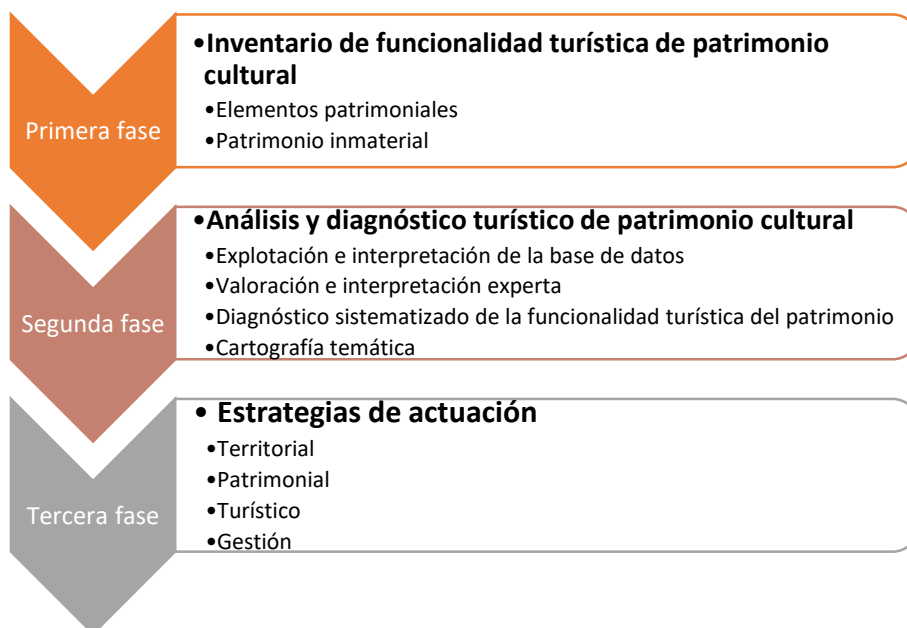 Primera fase
•Inventario de funcionalidad turística de patrimonio
cultural
•Elementos patrimoniales
•Patrimonio inmaterial
Segunda fase
•Análisis y diagnóstico turístico de patrimonio cultural
•Explotación e interpretación de la base de datos
•Valoración e interpretación experta
•Diagnóstico sistematizado de la funcionalidad turística del patrimonio
•Cartografía temática
Tercera fase
• Estrategias de actuación
•Territorial
•Patrimonial
•Turístico
•Gestión